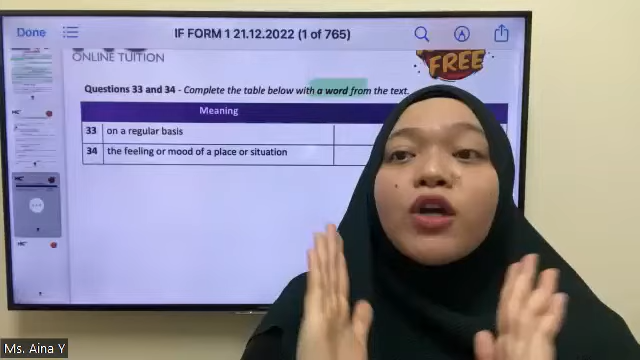 Done
IF FORM 1 21.12.2022 (1 of 765)
ONLINE TUITION
FREE
Questions 33 and 34 - Complete the table below with a word from the text.
Meaning
33 on a regular basis
34 the feeling or mood of a place or situation
Ms. Aina Y